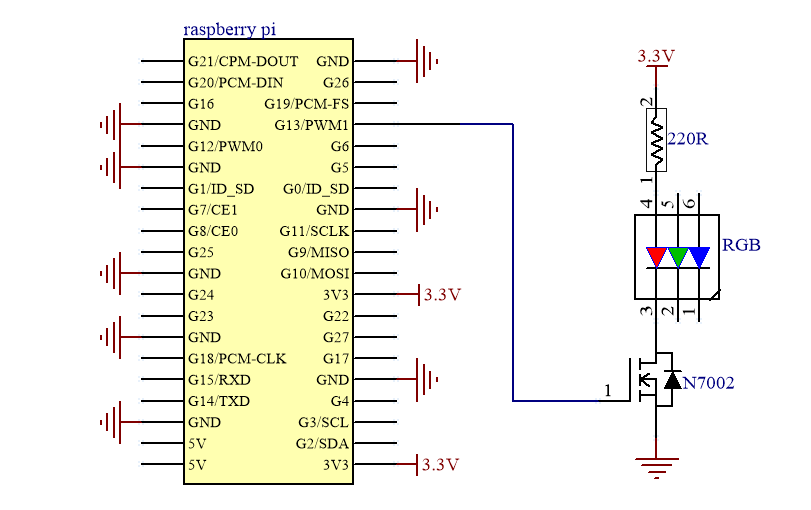 raspberry pi
G21/CPM-DOUT GND
G20/PCM-DIN G26
G16 G19/PCM-FS
GND G13/PWM1
G12/PWM0 G6
GND G5
G1/ID_SD G0/ID_SD
G7/CE1 GND
G8/CE0 G11/SCLK
G25 G9/MISO
GND G10/MOSI
G24 3V3 3.3V
G23 G22
GND G27
G18/PCM-CLK G17
G15/RXD GND
G14/TXD G4
GND G3/SCL
5V G2/SDA
5V 3V3 3.3V
3.3V
2
220R
1
4 5 6
RGB
3 2 1
1
N7002